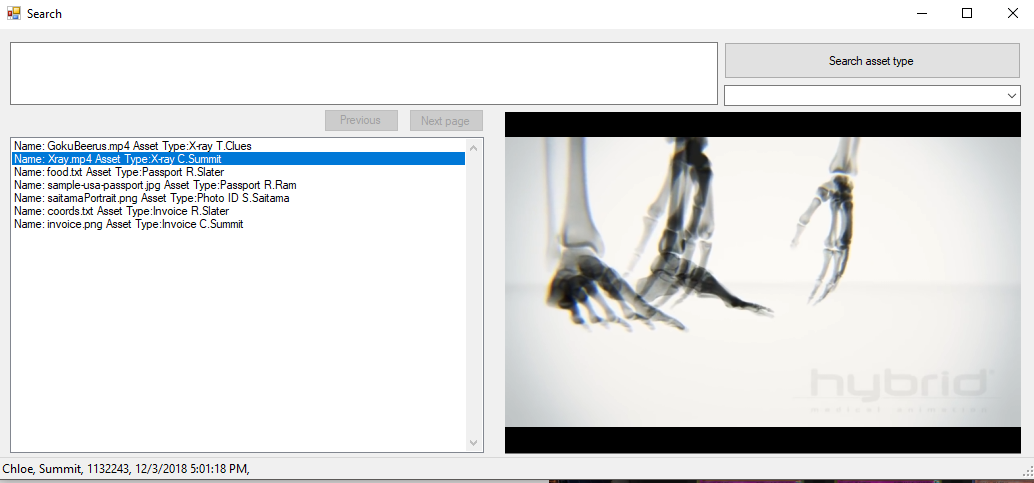 Search
Search asset type
Previous
Next page
Name: GokuBeerus.mp4 Asset Type:X-ray T.Clues
Name: Xray.mp4 Asset Type:X-ray C.Summit
Name: food.txt Asset Type:Passport R.Slater
Name: sample-usa-passport.jpg Asset Type:Passport R.Ram
Name: saitamaPortrait.png Asset Type:Photo ID S.Saitama
Name: coords.txt Asset Type:Invoice R.Slater
Name: invoice.png Asset Type:Invoice C.Summit
hybrid
medical animation
Chloe, Summit, 1132243, 12/3/2018 5:01:18 PM,